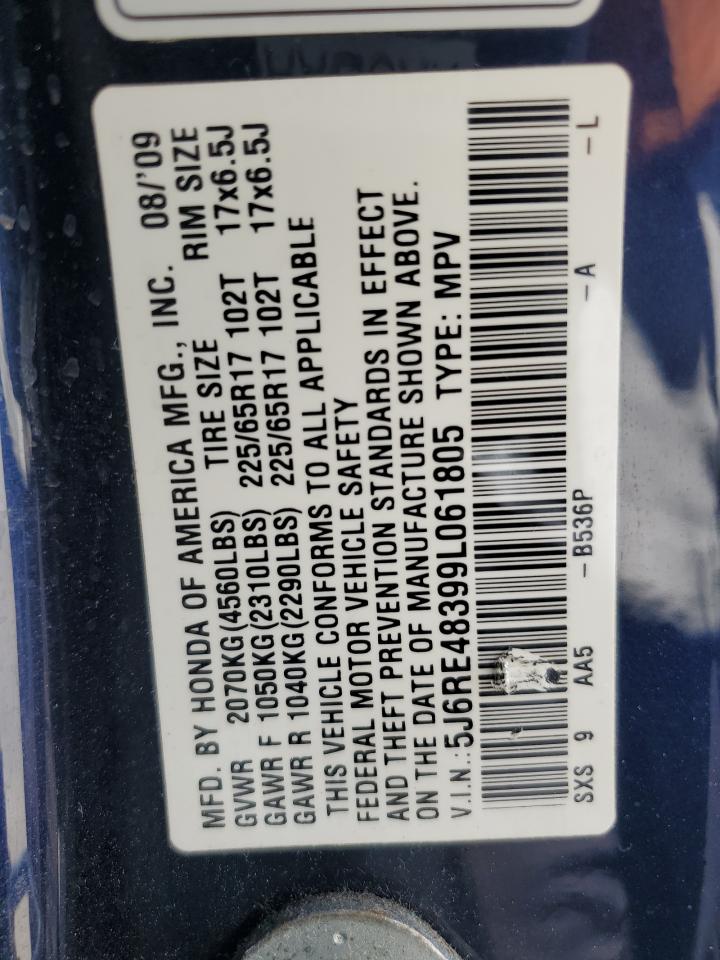 MFD. BY HONDA OF AMERICA MFG., INC. 08/'09
GVWR 2070KG(4560LBS) TIRE SIZE RIM SIZE
GAWR F 1050KG(2310LBS) 225/65R17 102T 17x6.5J
GAWR R 1040KG(2290LBS) 225/65R17 102T 17x6.5J
THIS VEHICLE CONFORMS TO ALL APPLICABLE
FEDERAL MOTOR VEHICLE SAFETY
AND THEFT PREVENTION STANDARDS IN EFFECT
ON THE DATE OF MANUFACTURE SHOWN ABOVE.
V.I.N.: 5J6RE48399L061805 TYPE: MPV
SXS 9 AA5 -B536P -A -L